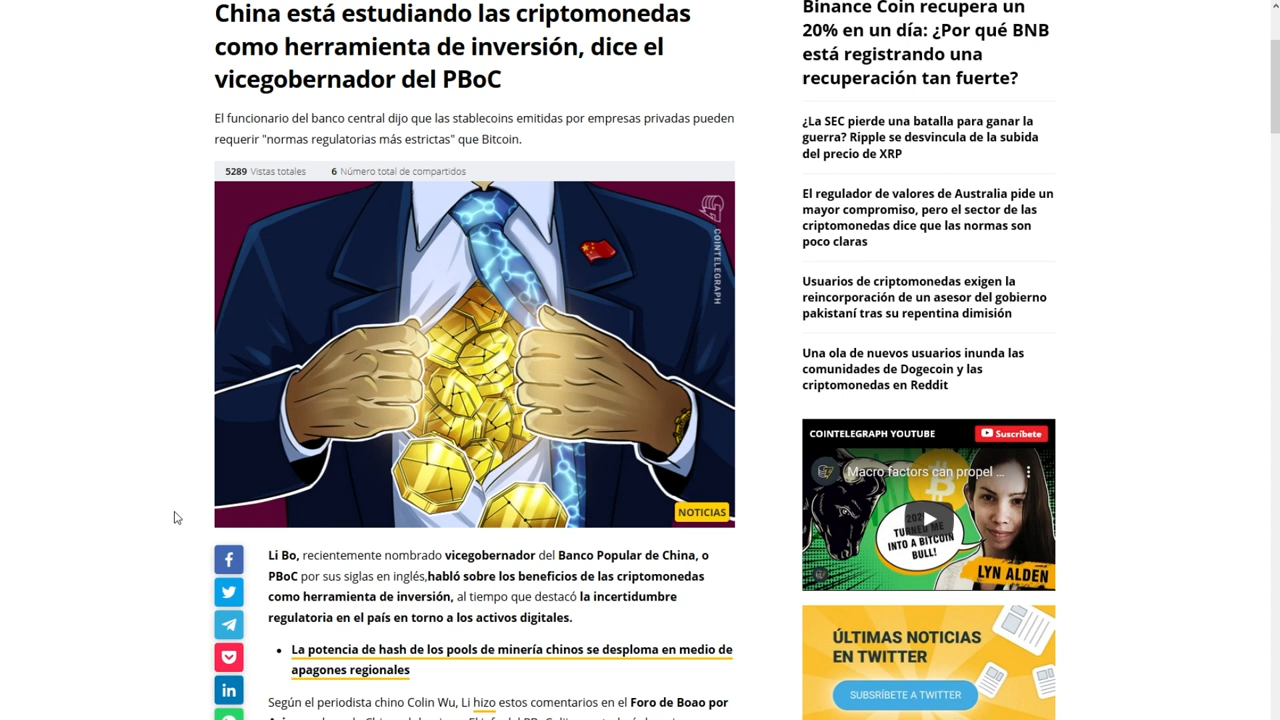 China está estudiando las criptomonedas
como herramienta de inversión, dice el
vicegobernador del PBoC
El funcionario del banco central dijo que las stablecoins emitidas por empresas privadas pueden
requerir "normas regulatorias más estrictas" que Bitcoin.
5289 Vistas totales
6 Número total de compartidos
COINTELEGRAPH
NOTICIAS
Li Bo, recientemente nombrado vicegobernador del Banco Popular de China, o
PBoC por sus siglas en inglés,habló sobre los beneficios de las criptomonedas
como herramienta de inversión, al tiempo que destacó la incertidumbre
regulatoria en el país en torno a los activos digitales.
• La potencia de hash de los pools de minería chinos se desploma en medio de
apagones regionales
Según el periodista chino Colin Wu, Li hizo estos comentarios en el Foro de Boao por
Binance Coin recupera un
20% en un día: ¿Por qué BNB
está registrando una
recuperación tan fuerte?
¿La SEC pierde una batalla para ganar la
guerra? Ripple se desvincula de la subida
del precio de XRP
El regulador de valores de Australia pide un
mayor compromiso, pero el sector de las
criptomonedas dice que las normas son
poco claras
Usuarios de criptomonedas exigen la
reincorporación de un asesor del gobierno
pakistaní tras su repentina dimisión
Una ola de nuevos usuarios inunda las
comunidades de Dogecoin y las
criptomonedas en Reddit
COINTELEGRAPH YOUTUBE
Suscríbete
Macro factors can propel ...
TURNED ME
INTO A BITCOIN
BULL!
LYN ALDEN
ÚLTIMAS NOTICIAS
EN TWITTER
SUBSRÍBETE A TWITTER